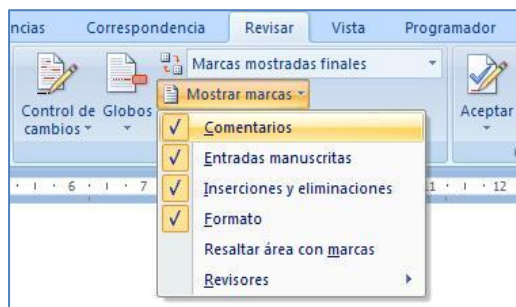 ncias Correspondencia Revisar Vista Programador
Marcas mostradas finales
Mostrar marcas
Control de cambios
Globos
Aceptar
Comentarios
Entradas manuscritas
Inserciones y eliminaciones
Formato
Resaltar área con marcas
Revisores
6 7 11 12